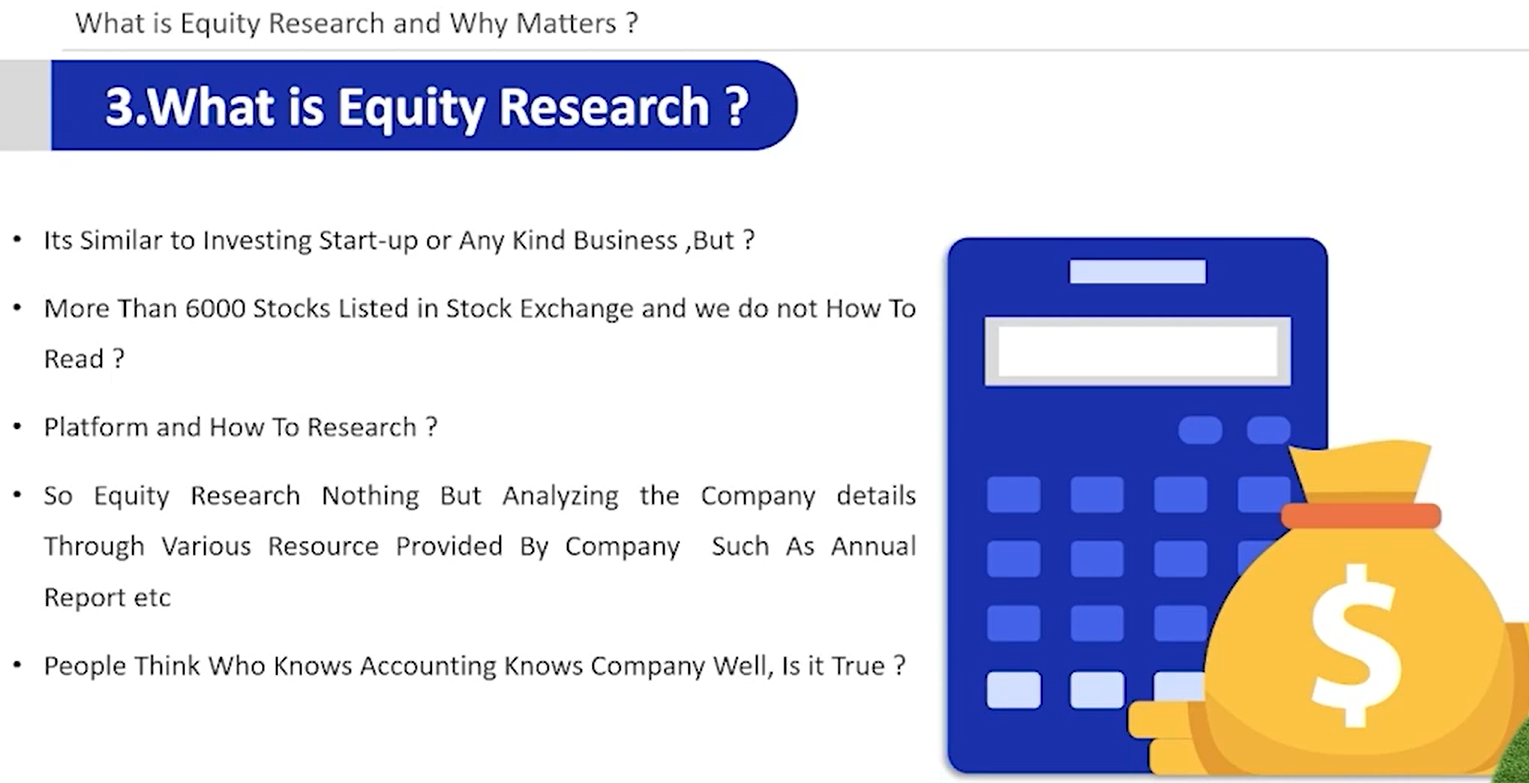 What is Equity Research and Why Matters ?
3.What is Equity Research ?
• Its Similar to Investing Start-up or Any Kind Business ,But ?
• More Than 6000 Stocks Listed in Stock Exchange and we do not How To
Read ?
• Platform and How To Research ?
• So Equity Research Nothing But Analyzing the Company details
Through Various Resource Provided By Company Such As Annual
Report etc
• People Think Who Knows Accounting Knows Company Well, Is it True ?
$